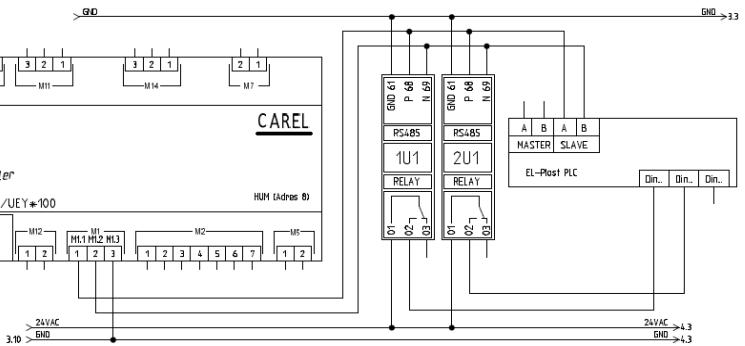 GND
GND
3.3
3 2 1
M11
3 2 1
M14
2 1
M7
GND 61
P 68
N 69
GND 61
P 68
N 69
CAREL
RS485
RS485
A B A B
MASTER SLAVE
1U1
2U1
EL-Plast PLC
RELAY
RELAY
Din.. Din.. Din..
ler
/UEY*100
HUM (Adres 8)
M12
M1
M1.1 M1.2 M1.3
M2
M5
1 2
1 2 3
1 2 3 4 5 6 7
1 2
01 02 03
01 02 03
24VAC
24VAC
4.3
3.10
GND
GND
4.3